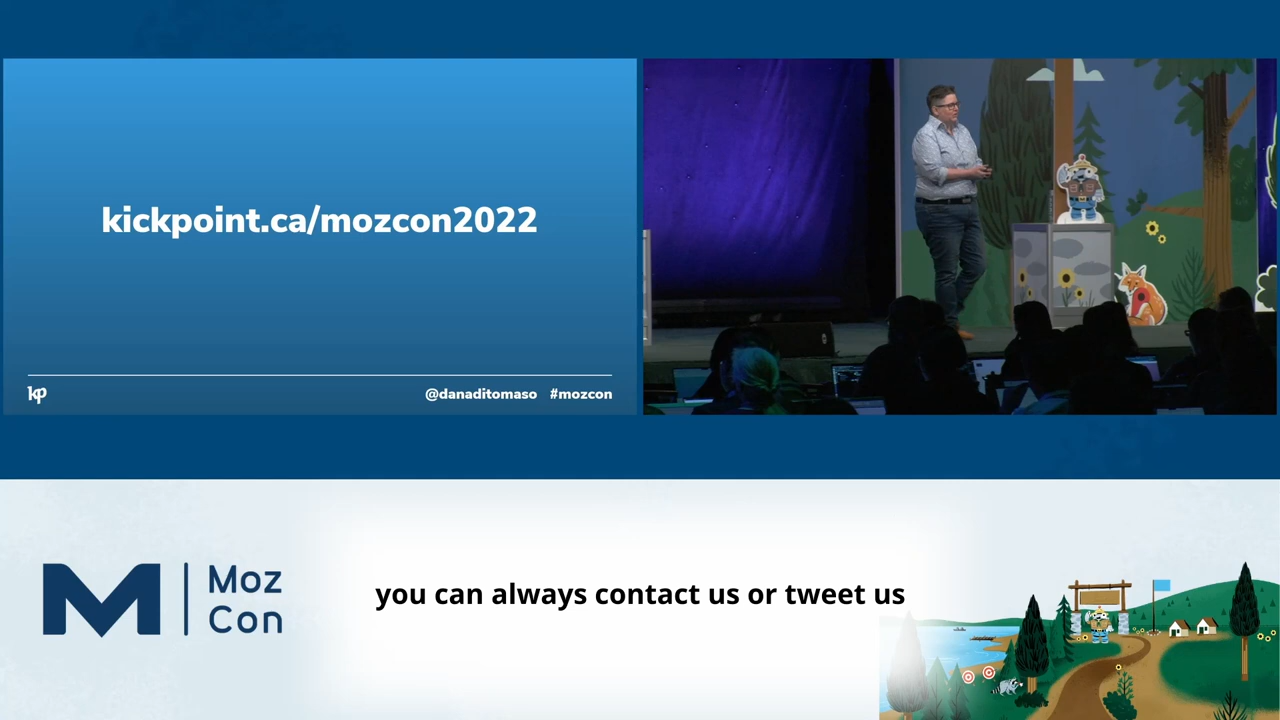 kickpoint.ca/mozcon2022
kp
@danaditomaso #mozcon
M | Moz
Con
you can always contact us or tweet us